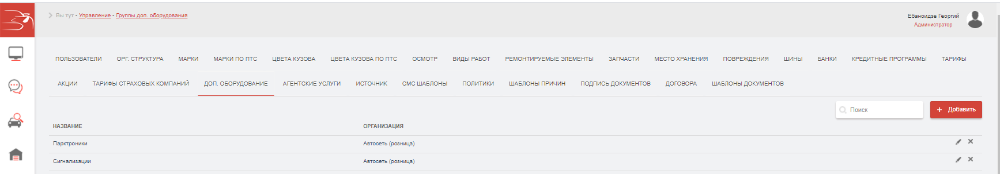 Вы тут - Управление - Группы доп. оборудования
Ебаноидзе Георгий
Администратор
ПОЛЬЗОВАТЕЛИ ОРГ. СТРУКТУРА МАРКИ МАРКИ ПО ПТС ЦВЕТА КУЗОВА ЦВЕТА КУЗОВА ПО ПТС ОСМОТР ВИДЫ РАБОТ РЕМОНТИРУЕМЫЕ ЭЛЕМЕНТЫ ЗАПЧАСТИ МЕСТО ХРАНЕНИЯ ПОВРЕЖДЕНИЯ ШИНЫ БАНКИ КРЕДИТНЫЕ ПРОГРАММЫ ТАРИФЫ
АКЦИИ ТАРИФЫ СТРАХОВЫХ КОМПАНИЙ ДОП. ОБОРУДОВАНИЕ АГЕНТСКИЕ УСЛУГИ ИСТОЧНИК СМС ШАБЛОНЫ ПОЛИТИКИ ШАБЛОНЫ ПРИЧИН ПОДПИСЬ ДОКУМЕНТОВ ДОГОВОРА ШАБЛОНЫ ДОКУМЕНТОВ
Поиск + Добавить
НАЗВАНИЕ ОРГАНИЗАЦИЯ
Парктроники Автосеть (розница)
Сигнализации Автосеть (розница)